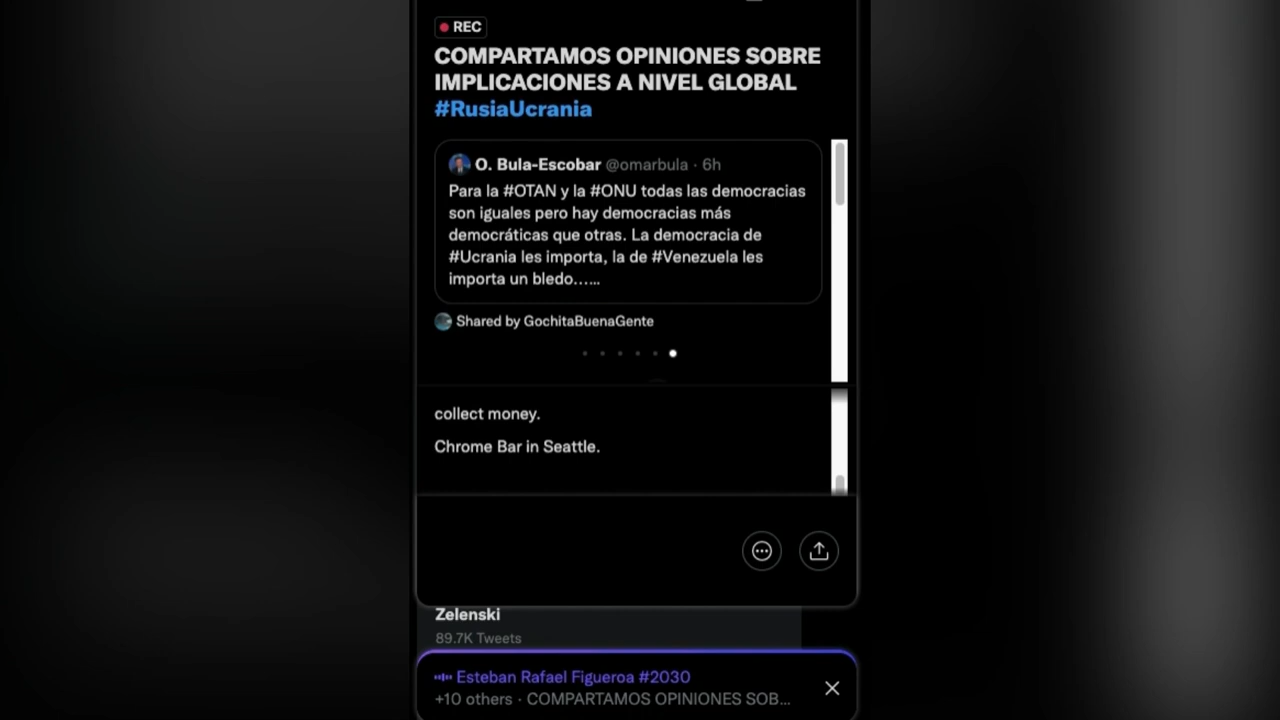 REC
COMPARTAMOS OPINIONES SOBRE
IMPLICACIONES A NIVEL GLOBAL
#RusiaUcrania
O. Bula-Escobar @omarbula · 6h
Para la #OTAN y la #ONU todas las democracias
son iguales pero hay democracias más
democráticas que otras. La democracia de
#Ucrania les importa, la de #Venezuela les
importa un bledo…...
Shared by GochitaBuenaGente
collect money.
Chrome Bar in Seattle.
Zelenski
89.7K Tweets
Esteban Rafael Figueroa #2030
+10 others · COMPARTAMOS OPINIONES SOB...